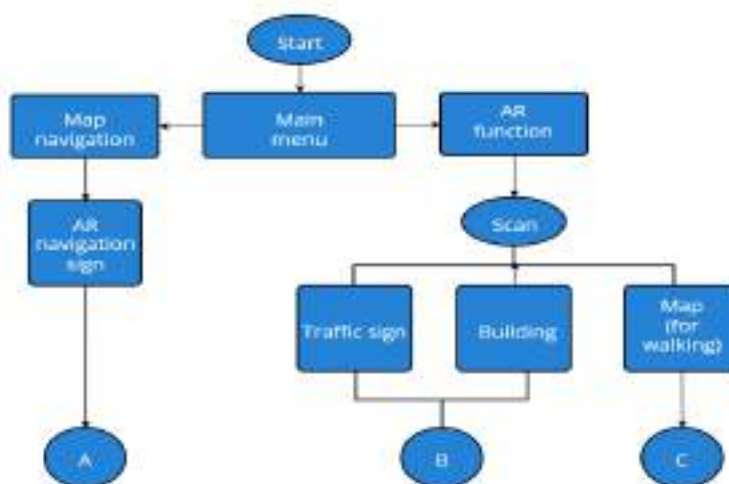 Start
Map
navigation
Main
menu
AR
function
AR
navigation
sign
Scan
Traffic sign
Building
Map
(for
walking)
A
B
C